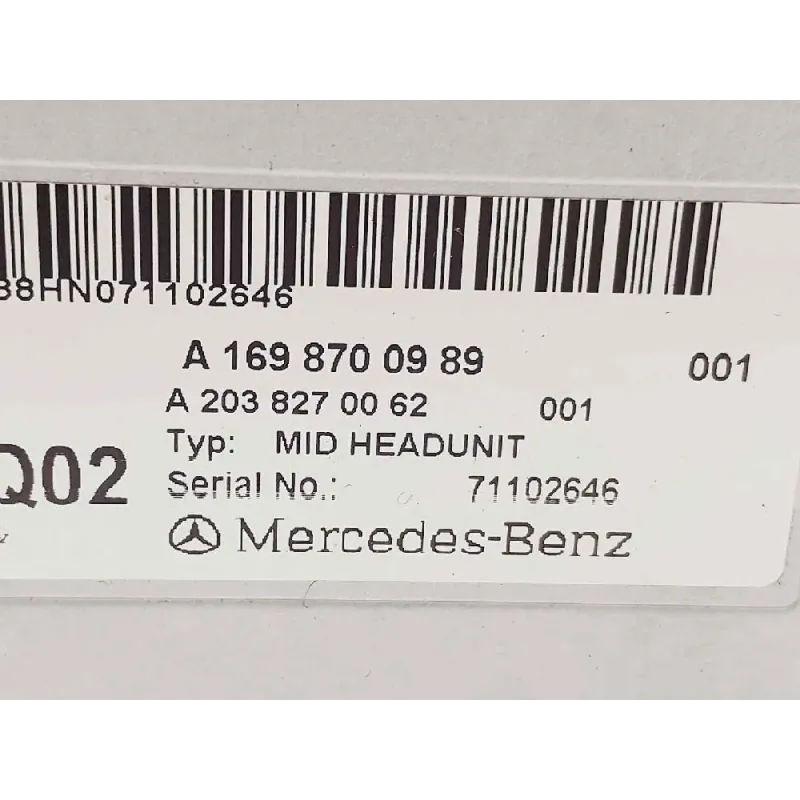 38HN071102646
A 169 870 09 89 001
A 203 827 00 62 001
Typ: MID HEADUNIT
Q02
Serial No.: 71102646
Mercedes-Benz